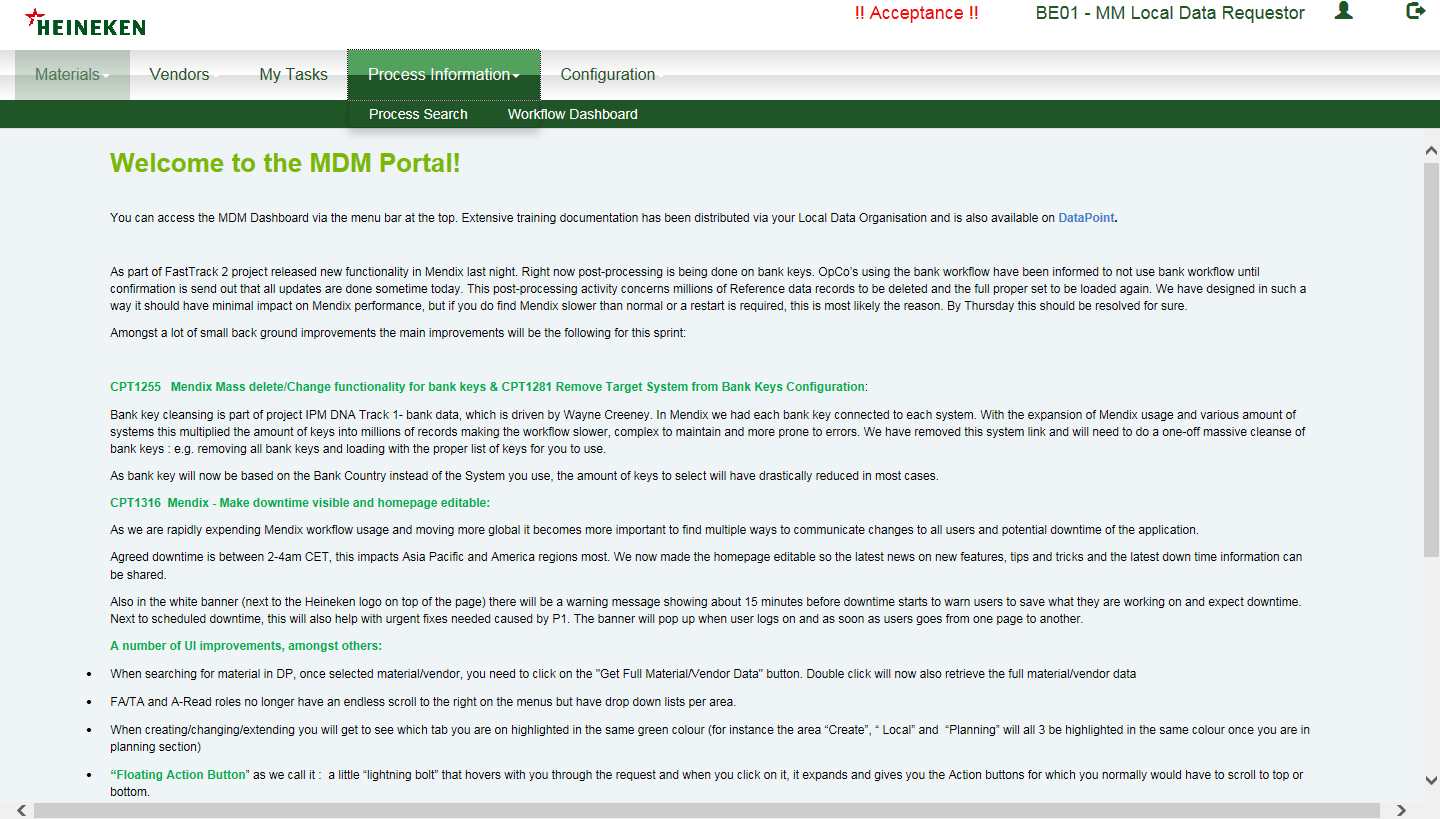 HEINEKEN
!! Acceptance !!
BE01 - MM Local Data Requestor
Materials
Vendors
My Tasks
Process Information
Configuration
Process Search
Workflow Dashboard
Welcome to the MDM Portal!
You can access the MDM Dashboard via the menu bar at the top. Extensive training documentation has been distributed via your Local Data Organisation and is also available on DataPoint.
As part of FastTrack 2 project released new functionality in Mendix last night. Right now post-processing is being done on bank keys. OpCo's using the bank workflow have been informed to not use bank workflow until
confirmation is send out that all updates are done sometime today. This post-processing activity concerns millions of Reference data records to be deleted and the full proper set to be loaded again. We have designed in such a
way it should have minimal impact on Mendix performance, but if you do find Mendix slower than normal or a restart is required, this is most likely the reason. By Thursday this should be resolved for sure.
Amongst a lot of small back ground improvements the main improvements will be the following for this sprint:
CPT1255 Mendix Mass delete/Change functionality for bank keys & CPT1281 Remove Target System from Bank Keys Configuration:
Bank key cleansing is part of project IPM DNA Track 1- bank data, which is driven by Wayne Creeney. In Mendix we had each bank key connected to each system. With the expansion of Mendix usage and various amount of
systems this multiplied the amount of keys into millions of records making the workflow slower, complex to maintain and more prone to errors. We have removed this system link and will need to do a one-off massive cleanse of
bank keys : e.g. removing all bank keys and loading with the proper list of keys for you to use.
As bank key will now be based on the Bank Country instead of the System you use, the amount of keys to select will have drastically reduced in most cases.
CPT1316 Mendix - Make downtime visible and homepage editable:
As we are rapidly expending Mendix workflow usage and moving more global it becomes more important to find multiple ways to communicate changes to all users and potential downtime of the application.
Agreed downtime is between 2-4am CET, this impacts Asia Pacific and America regions most. We now made the homepage editable so the latest news on new features, tips and tricks and the latest down time information can
be shared.
Also in the white banner (next to the Heineken logo on top of the page) there will be a warning message showing about 15 minutes before downtime starts to warn users to save what they are working on and expect downtime.
Next to scheduled downtime, this will also help with urgent fixes needed caused by P1. The banner will pop up when user logs on and as soon as users goes from one page to another.
A number of UI improvements, amongst others:
• When searching for material in DP, once selected material/vendor, you need to click on the "Get Full Material/Vendor Data" button. Double click will now also retrieve the full material/vendor data
• FA/TA and A-Read roles no longer have an endless scroll to the right on the menus but have drop down lists per area.
• When creating/changing/extending you will get to see which tab you are on highlighted in the same green colour (for instance the area “Create”, “ Local” and “Planning” will all 3 be highlighted in the same colour once you are in
planning section)
• “Floating Action Button” as we call it : a little “lightning bolt” that hovers with you through the request and when you click on it, it expands and gives you the Action buttons for which you normally would have to scroll to top or
bottom.